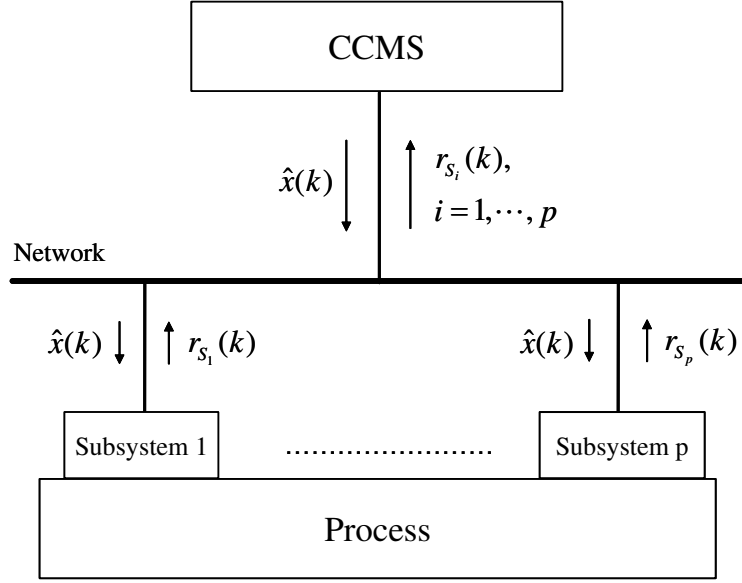 CCMS
x̂(k)
r_{S_i}(k),
i = 1, ⋯, p
Network
x̂(k) r_{S_1}(k) x̂(k) r_{S_p}(k)
Subsystem 1 ........................ Subsystem p
Process